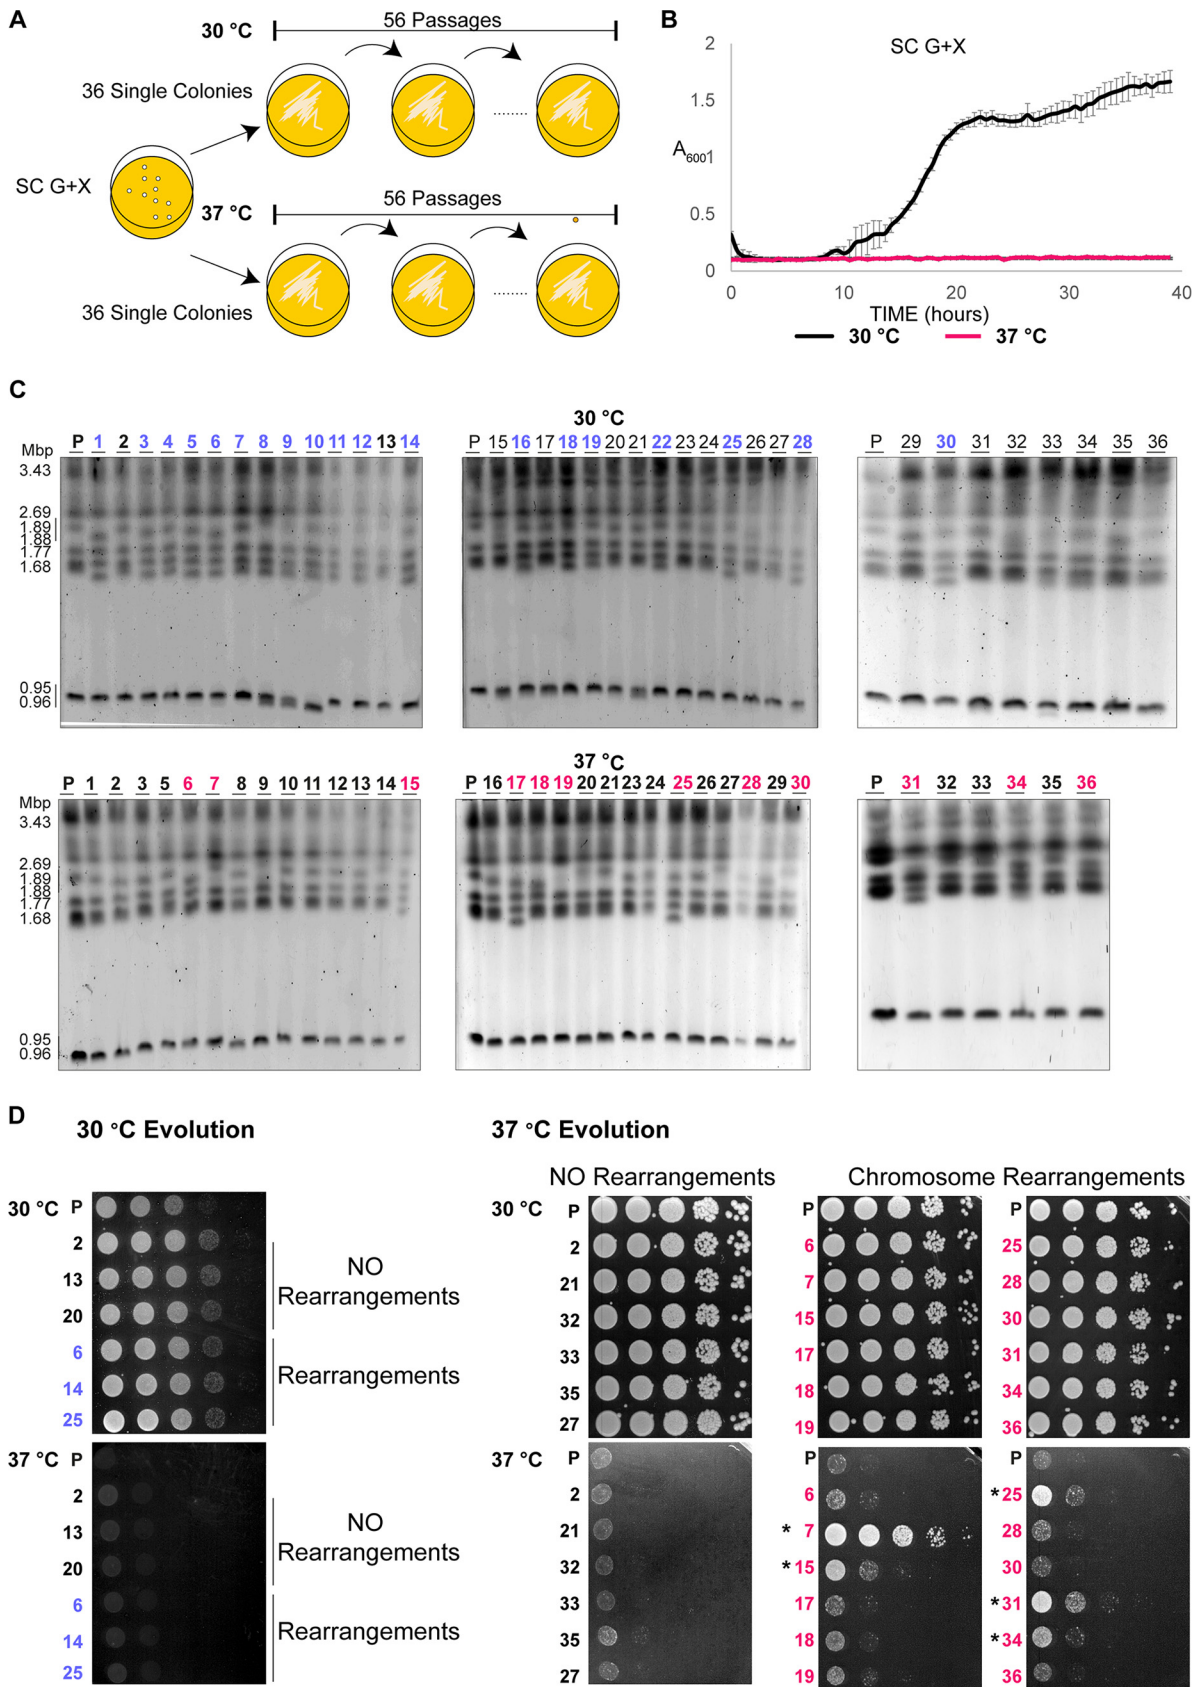 A
56 Passages
30 °C
36 Single Colonies
SC G+X
56 Passages
37 °C
36 Single Colonies
B
SC G+X
2
1.5
A600 1
0.5
0
0 10 20 30 40
TIME (hours)
30 °C 37 °C
C
30 °C
Mbp P 1 2 3 4 5 6 7 8 9 10 11 12 13 14
P 15 16 17 18 19 20 21 22 23 24 25 26 27 28
P 29 30 31 32 33 34 35 36
3.43
2.69
1.89
1.88
1.77
1.68
0.95
0.96
37 °C
Mbp P 1 2 3 5 6 7 8 9 10 11 12 13 14 15
P 16 17 18 19 20 21 23 24 25 26 27 28 29 30
P 31 32 33 34 35 36
3.43
2.69
1.89
1.88
1.77
1.68
0.95
0.96
D
30 °C Evolution
30 °C P
2
13
20
6
14
25
NO
Rearrangements
Rearrangements
37 °C P
2
13
20
6
14
25
NO
Rearrangements
Rearrangements
37 °C Evolution
NO Rearrangements
Chromosome Rearrangements
30 °C P
2
21
32
33
35
27
P
6
7
15
17
18
19
P
25
28
30
31
34
36
37 °C P
2
21
32
33
35
27
P
6
* 7
* 15
17
18
19
P
* 25
28
30
* 31
* 34
36